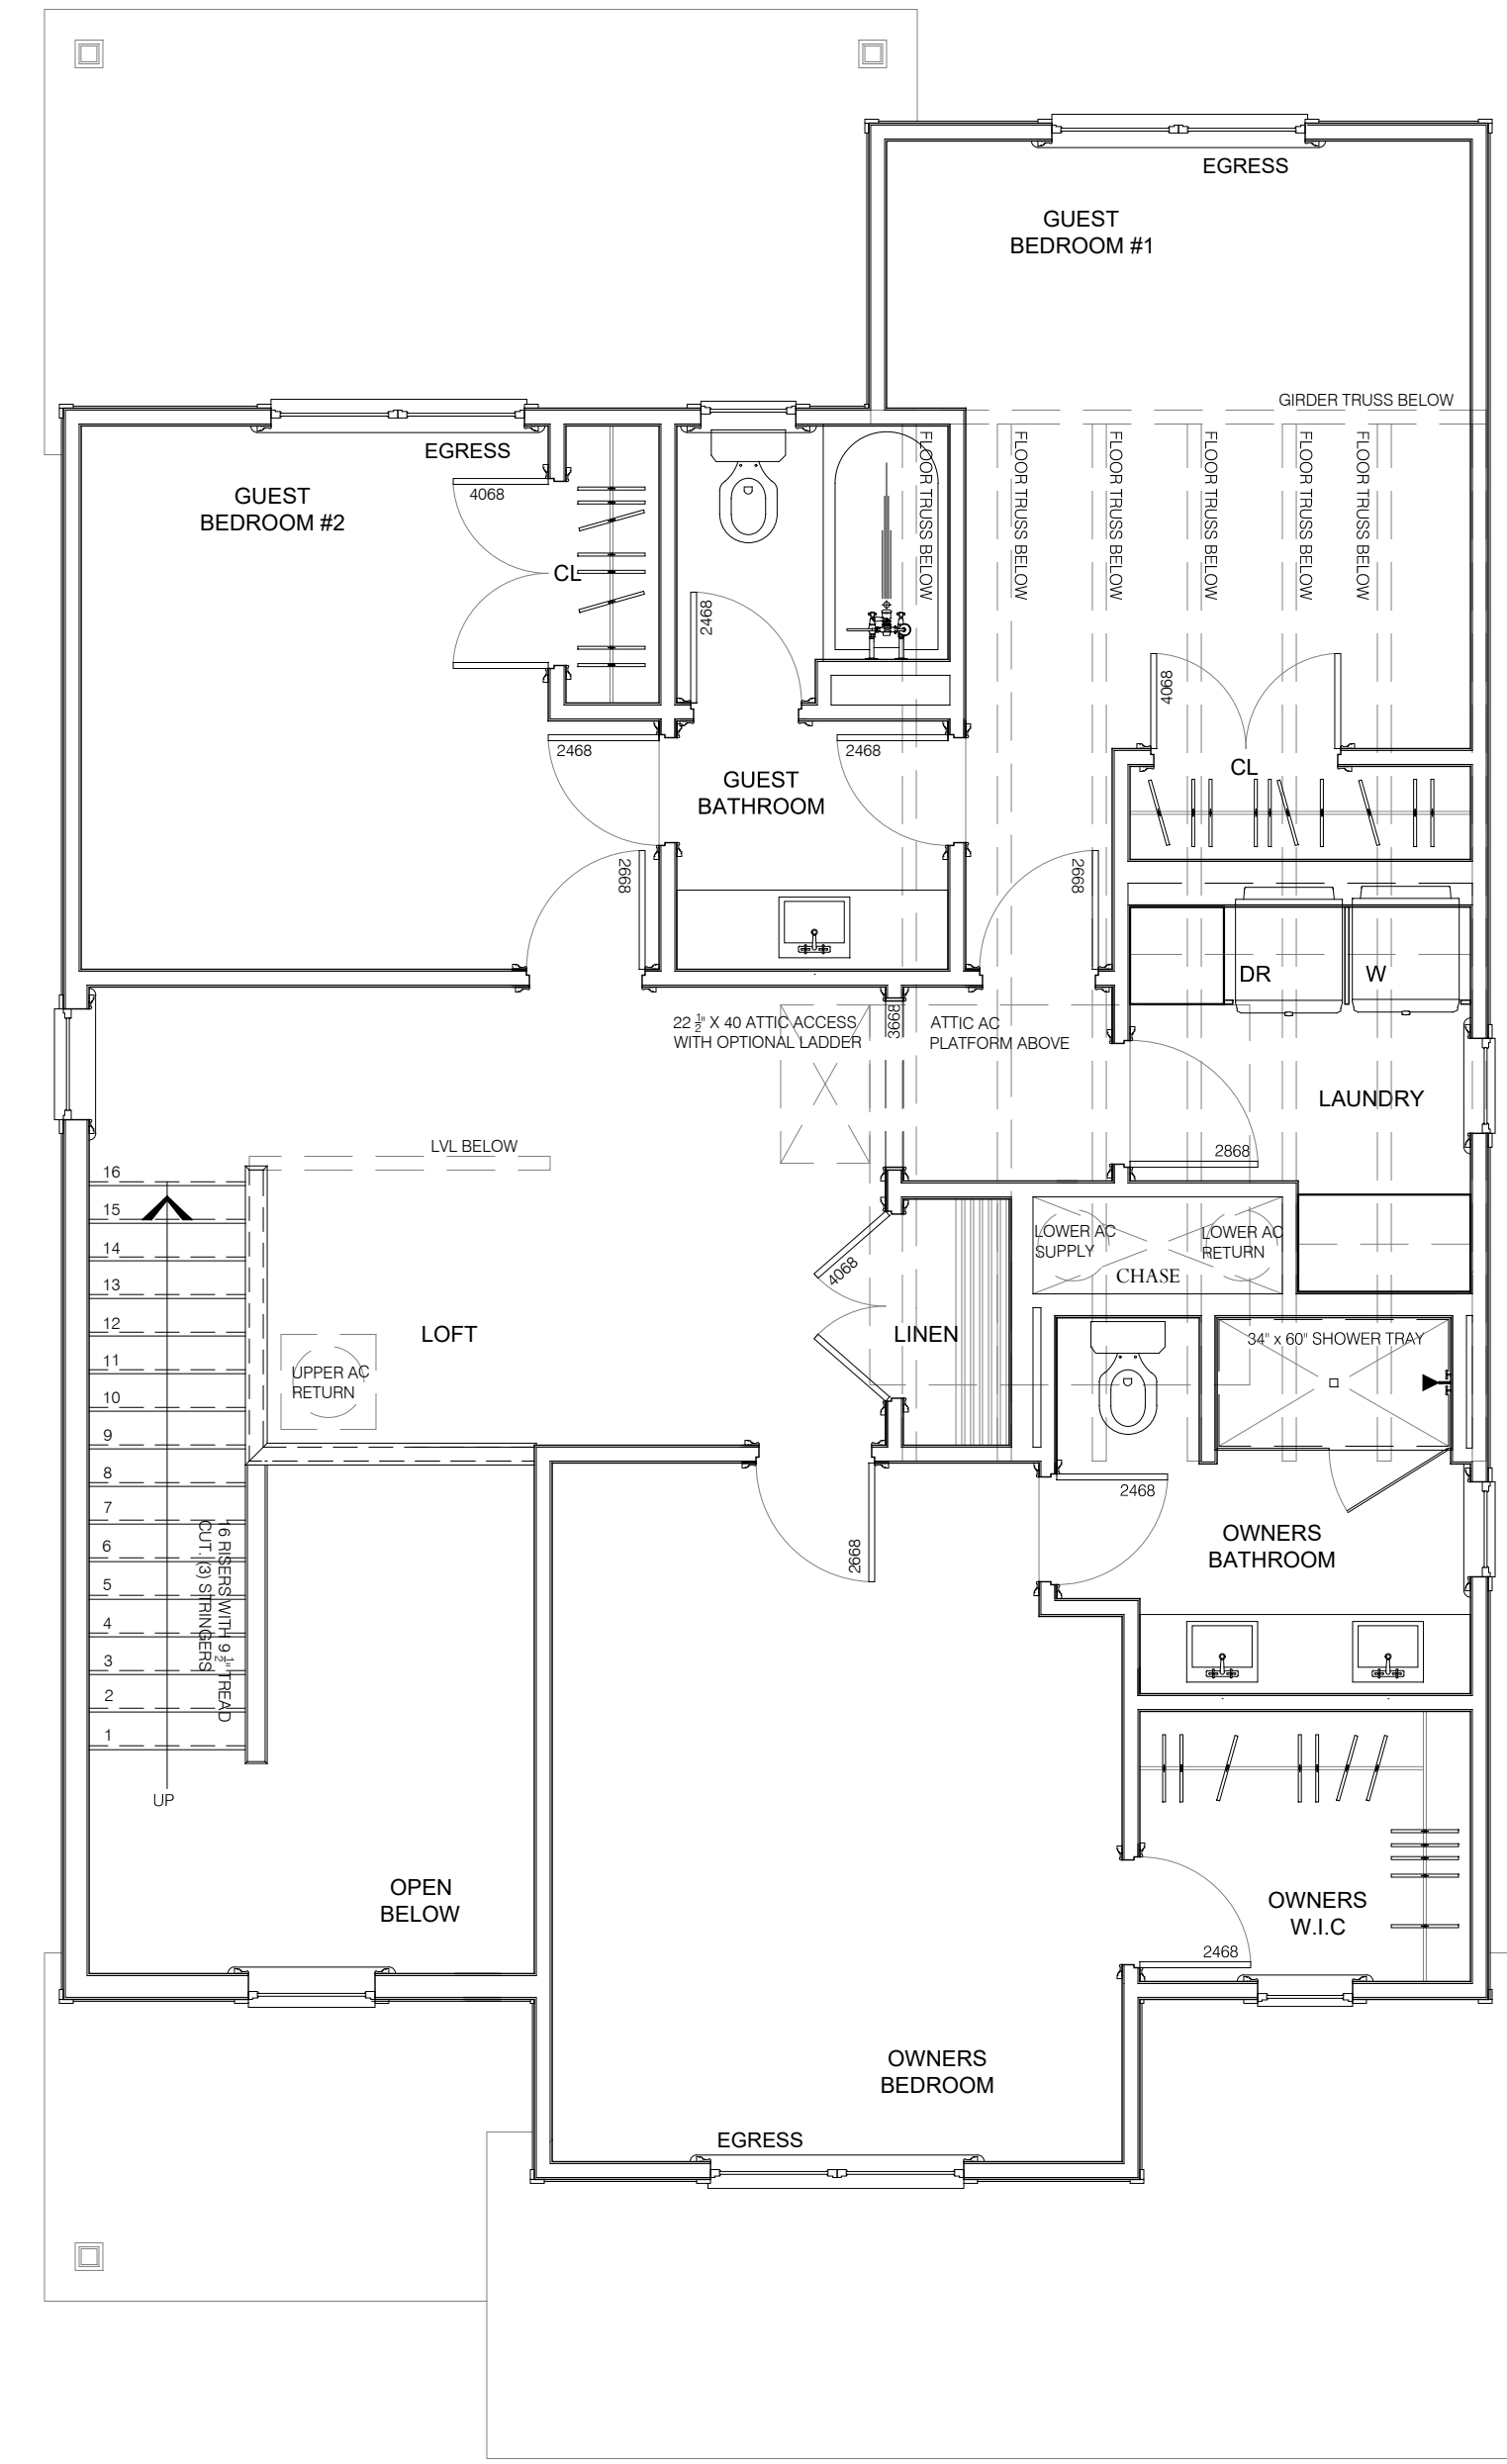 EGRESS
GUEST
BEDROOM #1
GIRDER TRUSS BELOW
EGRESS
GUEST
BEDROOM #2
4068
CL
2468
FLOOR TRUSS BELOW
FLOOR TRUSS BELOW
FLOOR TRUSS BELOW
FLOOR TRUSS BELOW
FLOOR TRUSS BELOW
FLOOR TRUSS BELOW
4068
CL
2468
2468
GUEST
BATHROOM
2668
2668
DR
W
22 ½" X 40 ATTIC ACCESS
WITH OPTIONAL LADDER
3668
ATTIC AC
PLATFORM ABOVE
LAUNDRY
2868
LVL BELOW
16
15
14
13
12
11
10
9
8
7
6
5
4
3
2
1
UP
16 RISERS WITH 9 ½" TREAD
CUT. (3) STRINGERS
LOFT
UPPER AC
RETURN
4068
LINEN
LOWER AC
SUPPLY
LOWER AC
RETURN
CHASE
34" x 60" SHOWER TRAY
2468
2668
OWNERS
BATHROOM
OPEN
BELOW
OWNERS
W.I.C
2468
OWNERS
BEDROOM
EGRESS